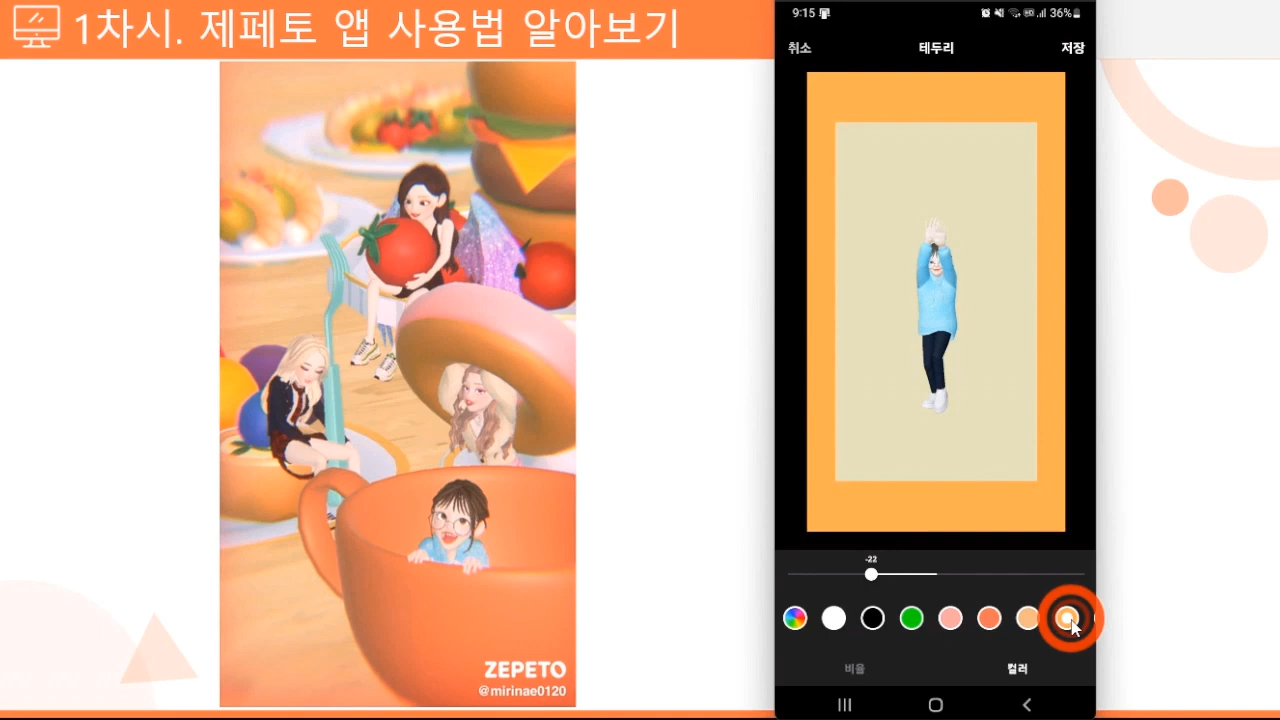 1차시. 제페토 앱 사용법 알아보기
ZEPETO
@mirinae0120
9:15
36%
취소
테두리
저장
-22
비율
컬러